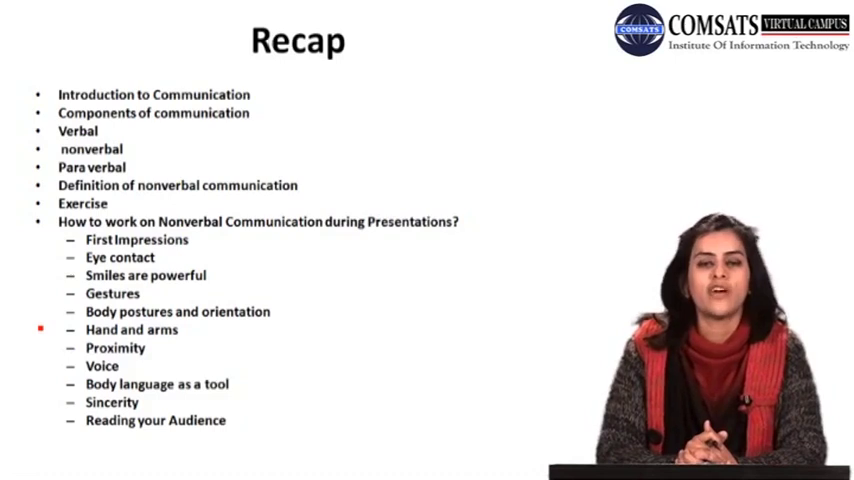 Recap
COMSATS VIRTUAL CAMPUS
Institute Of Information Technology
COMSATS
• Introduction to Communication
• Components of communication
• Verbal
• nonverbal
• Para verbal
• Definition of nonverbal communication
• Exercise
• How to work on Nonverbal Communication during Presentations?
– First Impressions
– Eye contact
– Smiles are powerful
– Gestures
– Body postures and orientation
– Hand and arms
– Proximity
– Voice
– Body language as a tool
– Sincerity
– Reading your Audience